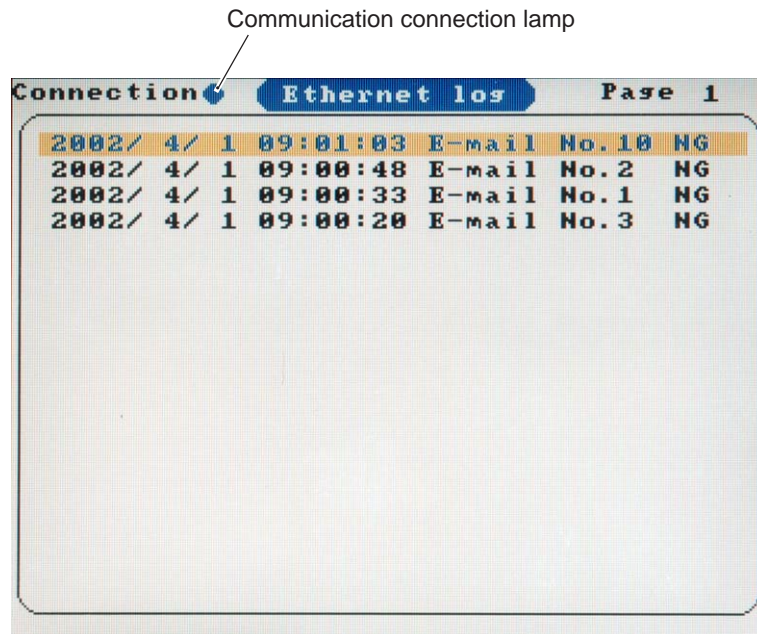 Communication connection lamp
Connection Ethernet log Page 1
2002/ 4/ 1 09:01:03 E-mail No.10 NG
2002/ 4/ 1 09:00:48 E-mail No.2 NG
2002/ 4/ 1 09:00:33 E-mail No.1 NG
2002/ 4/ 1 09:00:20 E-mail No.3 NG